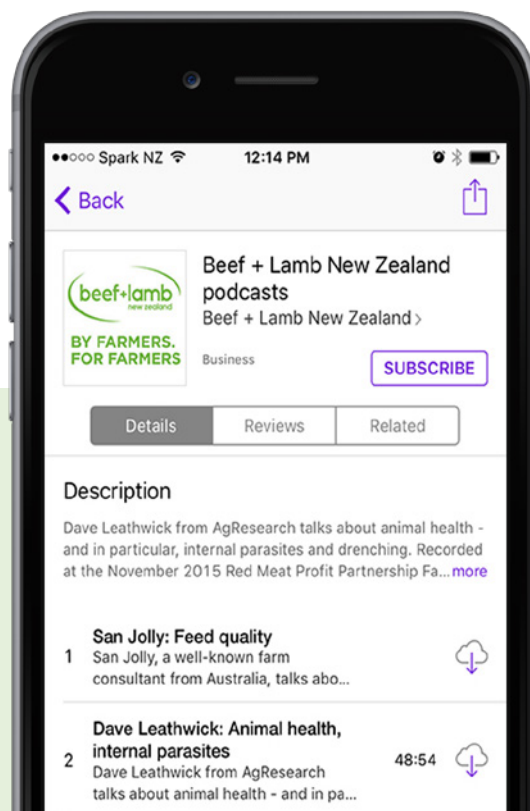 Spark NZ 12:14 PM
Back
beef+lamb
new zealand
BY FARMERS.
FOR FARMERS
Beef + Lamb New Zealand
podcasts
Beef + Lamb New Zealand >
Business
SUBSCRIBE
Details Reviews Related
Description
Dave Leathwick from AgResearch talks about animal health -
and in particular, internal parasites and drenching. Recorded
at the November 2015 Red Meat Profit Partnership Fa... more
1 San Jolly: Feed quality
San Jolly, a well-known farm
consultant from Australia, talks abo...
2 Dave Leathwick: Animal health,
internal parasites
48:54
Dave Leathwick from AgResearch
talks about animal health - and in pa...